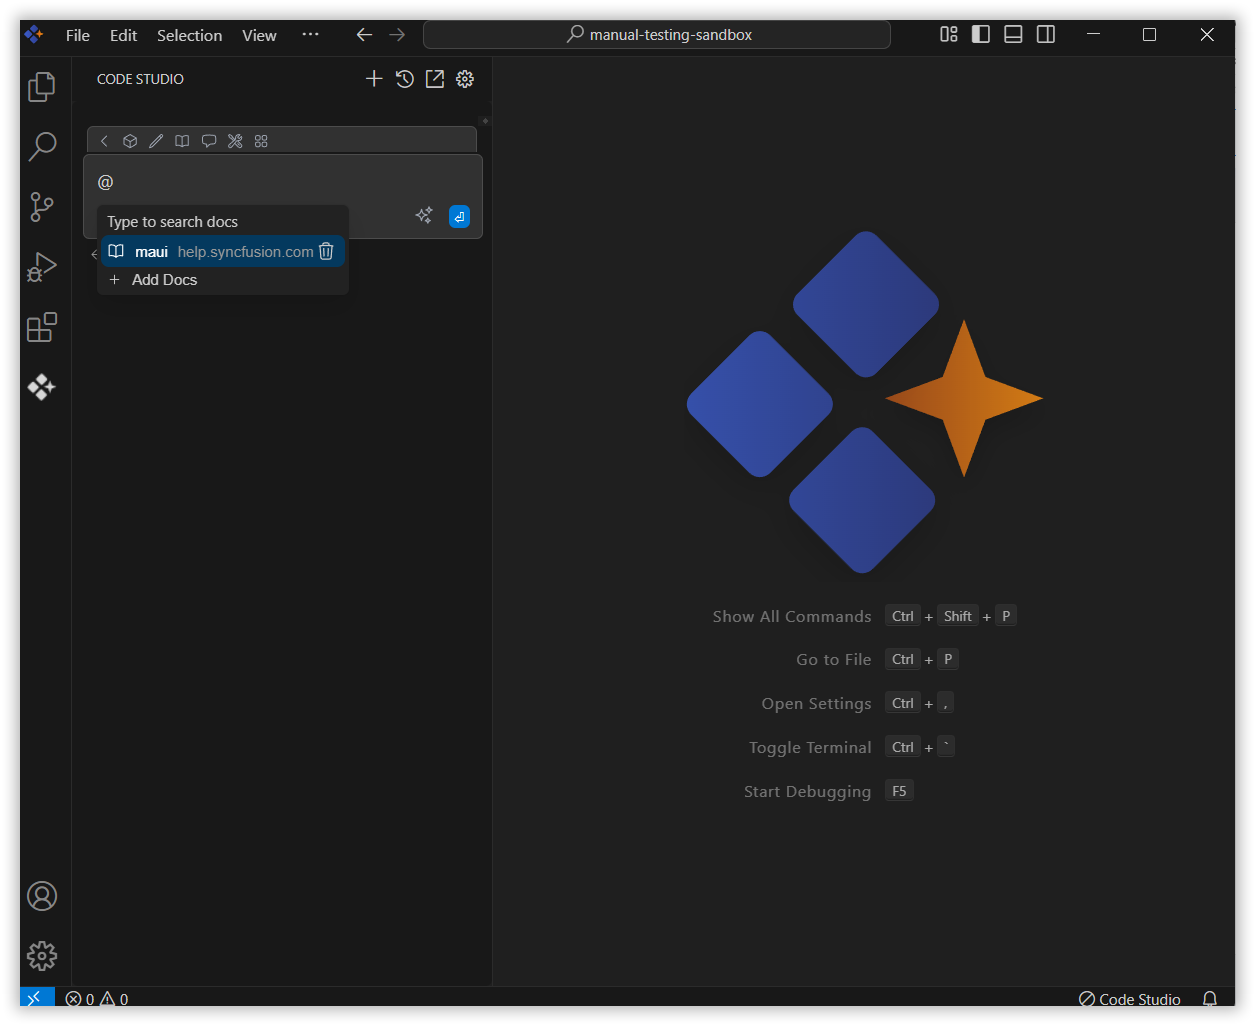 File Edit Selection View ··· manual-testing-sandbox
CODE STUDIO
@
Type to search docs
maui help.syncfusion.com
+ Add Docs
Show All Commands Ctrl + Shift + P
Go to File Ctrl + P
Open Settings Ctrl + ,
Toggle Terminal Ctrl + `
Start Debugging F5
0 0 Code Studio